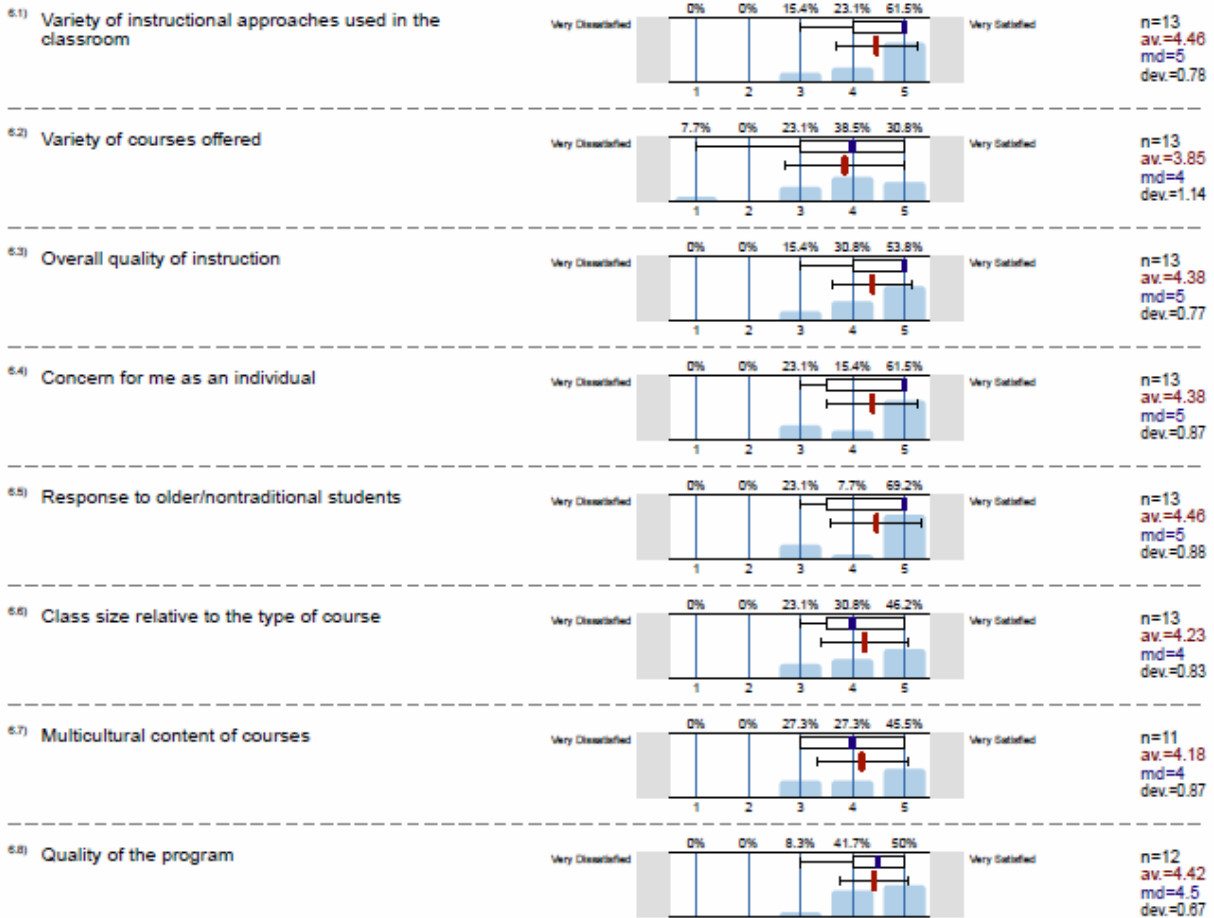 0% 0% 15.4% 23.1% 61.5%
6.1) Variety of instructional approaches used in the
classroom
Very Dissatisfied
Very Satisfied
n=13
av.=4.46
md=5
dev.=0.78
1 2 3 4 5
7.7% 0% 23.1% 38.5% 30.8%
6.2) Variety of courses offered
Very Dissatisfied
Very Satisfied
n=13
av.=3.85
md=4
dev.=1.14
1 2 3 4 5
0% 0% 15.4% 30.8% 53.8%
6.3) Overall quality of instruction
Very Dissatisfied
Very Satisfied
n=13
av.=4.38
md=5
dev.=0.77
1 2 3 4 5
0% 0% 23.1% 15.4% 61.5%
6.4) Concern for me as an individual
Very Dissatisfied
Very Satisfied
n=13
av.=4.38
md=5
dev.=0.87
1 2 3 4 5
0% 0% 23.1% 7.7% 69.2%
6.5) Response to older/nontraditional students
Very Dissatisfied
Very Satisfied
n=13
av.=4.46
md=5
dev.=0.88
1 2 3 4 5
0% 0% 23.1% 30.8% 46.2%
6.6) Class size relative to the type of course
Very Dissatisfied
Very Satisfied
n=13
av.=4.23
md=4
dev.=0.83
1 2 3 4 5
0% 0% 27.3% 27.3% 45.5%
6.7) Multicultural content of courses
Very Dissatisfied
Very Satisfied
n=11
av.=4.18
md=4
dev.=0.87
1 2 3 4 5
0% 0% 8.3% 41.7% 50%
6.8) Quality of the program
Very Dissatisfied
Very Satisfied
n=12
av.=4.42
md=4.5
dev.=0.67